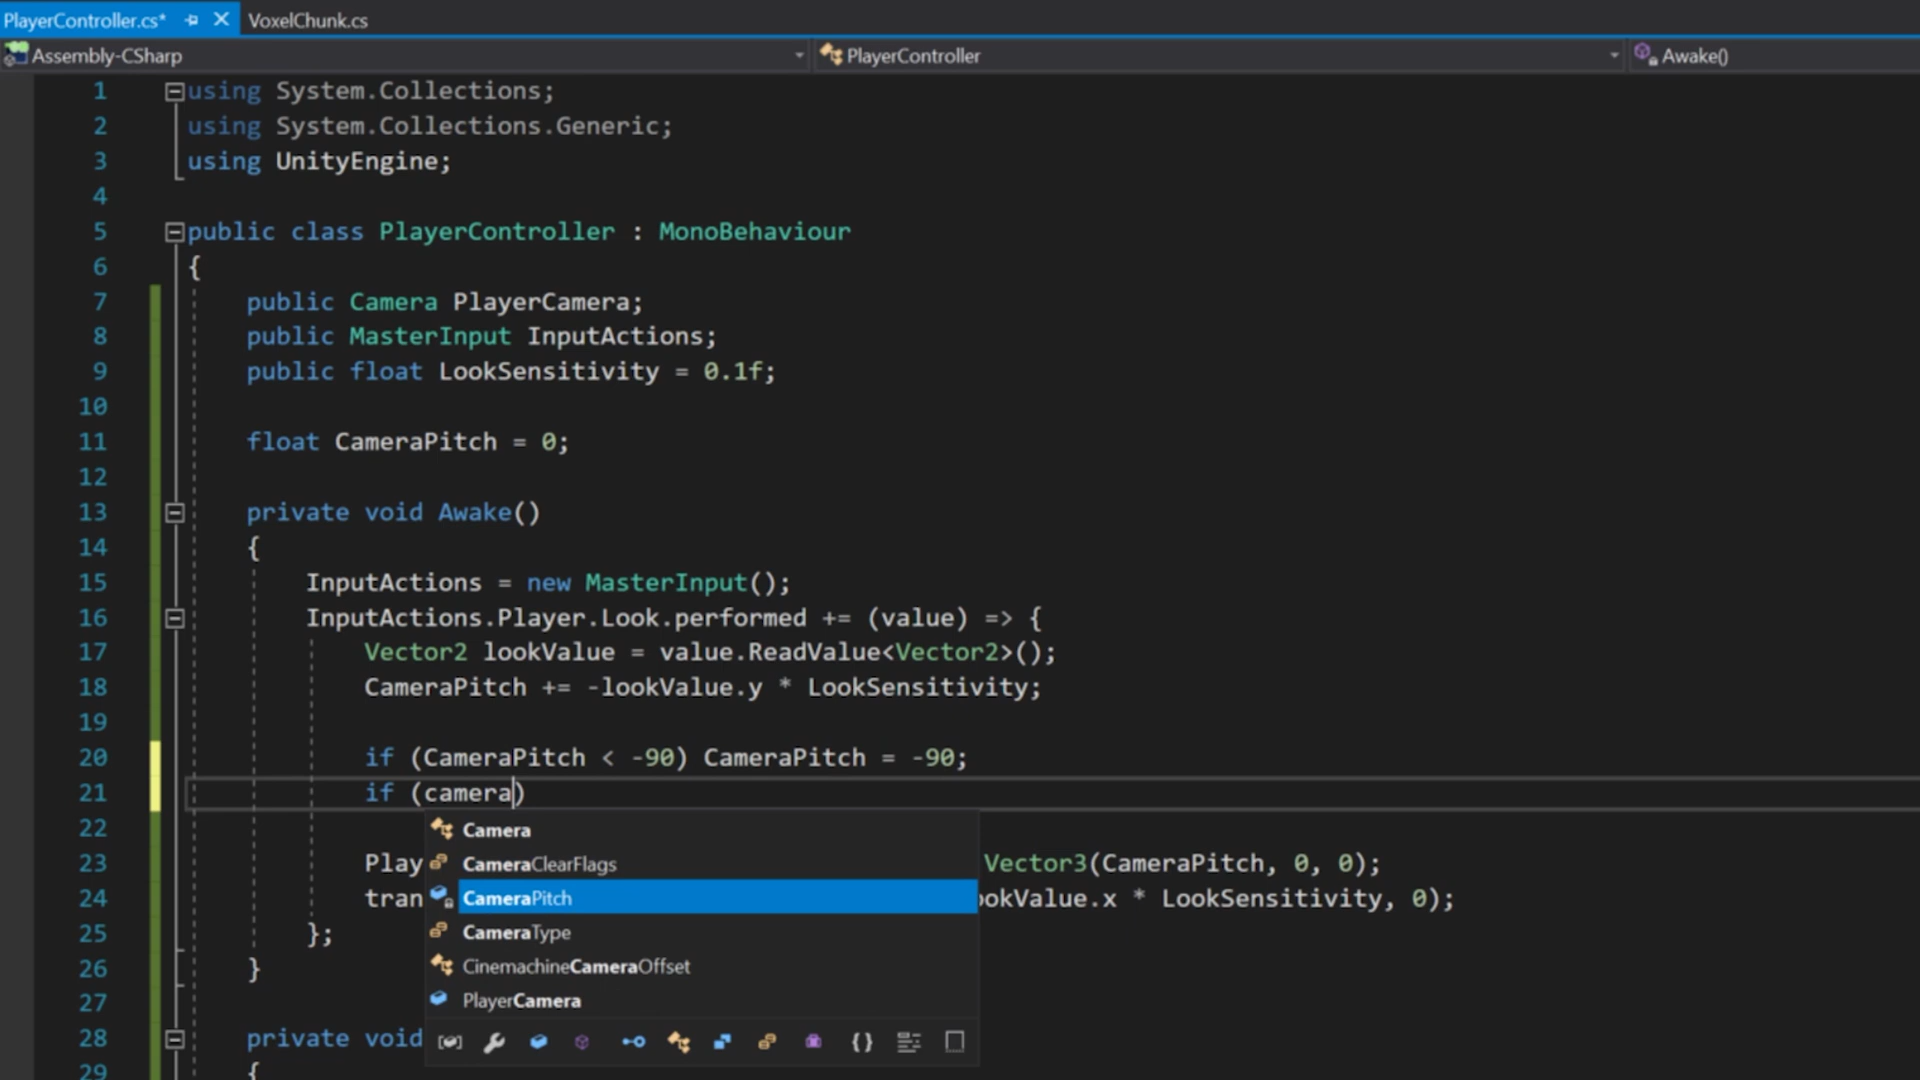 PlayerController.cs* VoxelChunk.cs
Assembly-CSharp PlayerController Awake()
1 using System.Collections;
2 using System.Collections.Generic;
3 using UnityEngine;
4
5 public class PlayerController : MonoBehaviour
6 {
7 public Camera PlayerCamera;
8 public MasterInput InputActions;
9 public float LookSensitivity = 0.1f;
10
11 float CameraPitch = 0;
12
13 private void Awake()
14 {
15 InputActions = new MasterInput();
16 InputActions.Player.Look.performed += (value) => {
17 Vector2 lookValue = value.ReadValue<Vector2>();
18 CameraPitch += -lookValue.y * LookSensitivity;
19
20 if (CameraPitch < -90) CameraPitch = -90;
21 if (camera)
22 Camera
CameraClearFlags
23 Play Vector3(CameraPitch, 0, 0);
24 tran CameraPitch ookValue.x * LookSensitivity, 0);
25 }; CameraType
26 } CinemachineCameraOffset
27 PlayerCamera
28 private void
29 {